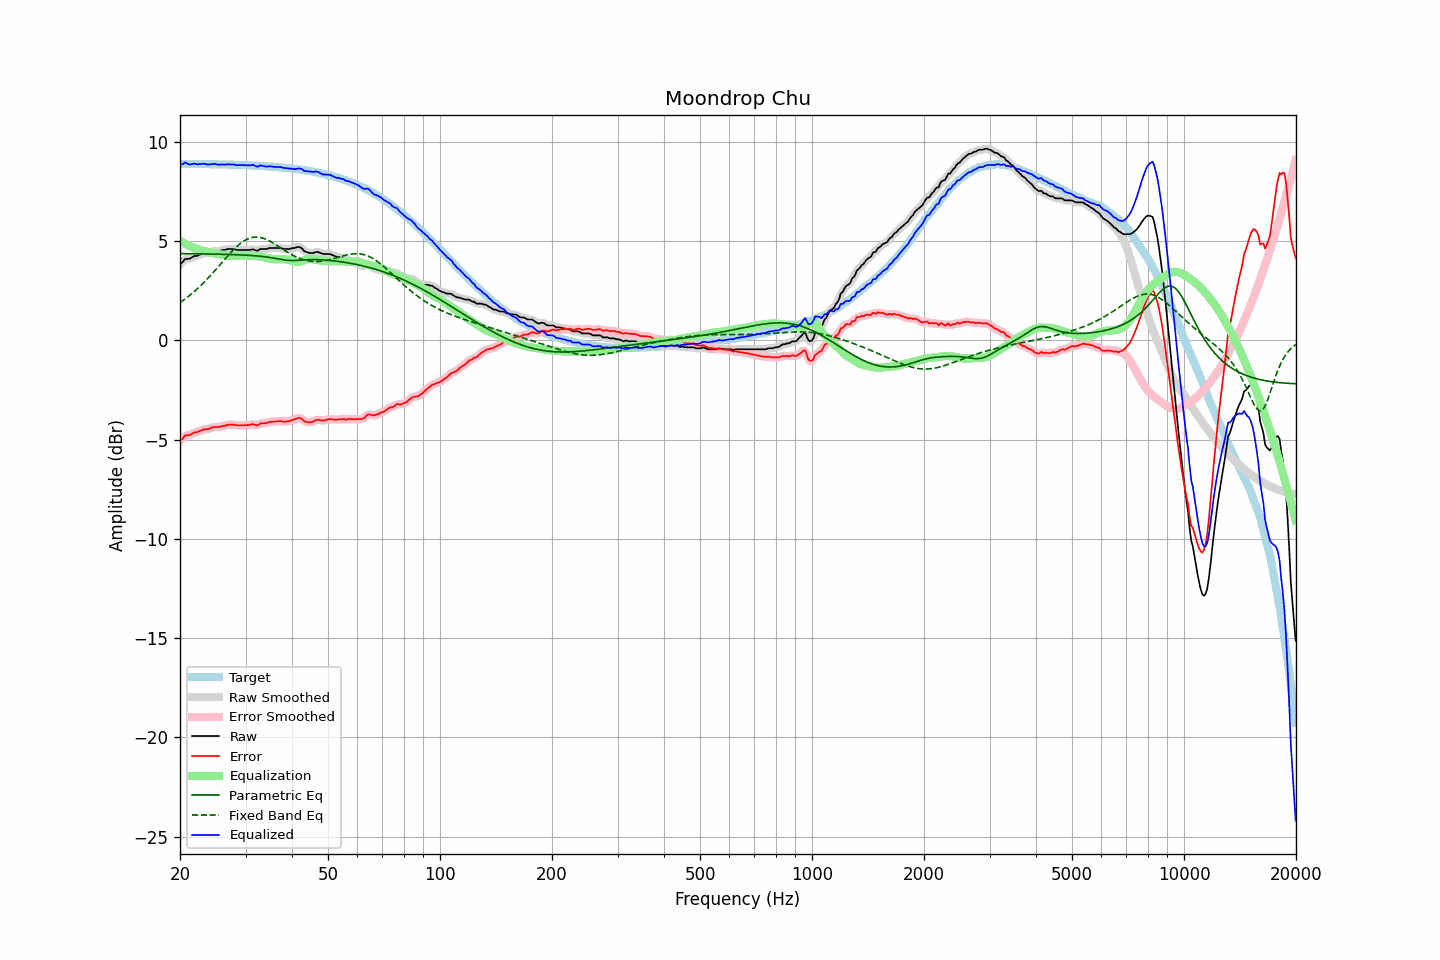 Moondrop Chu
Amplitude (dBr)
10
5
0
−5
−10
−15
−20
−25
Target
Raw Smoothed
Error Smoothed
Raw
Error
Equalization
Parametric Eq
Fixed Band Eq
Equalized
20 50 100 200 500 1000 2000 5000 10000 20000
Frequency (Hz)